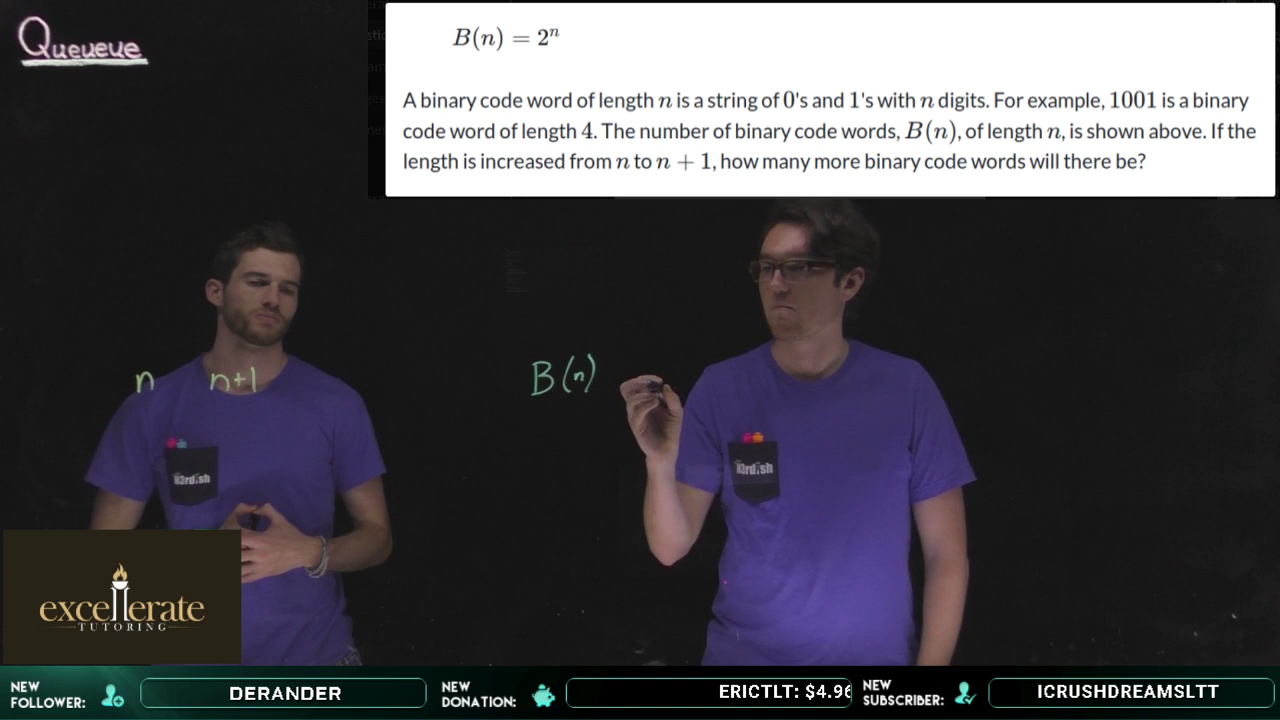 Queueue
B(n) = 2ⁿ
A binary code word of length n is a string of 0's and 1's with n digits. For example, 1001 is a binary
code word of length 4. The number of binary code words, B(n), of length n, is shown above. If the
length is increased from n to n + 1, how many more binary code words will there be?
n n+1
B(n)
N3rdish
N3rdish
excellerate
TUTORING
NEW FOLLOWER: DERANDER
NEW DONATION: ERICTLT: $4.96
NEW SUBSCRIBER: ICRUSHDREAMSLTT